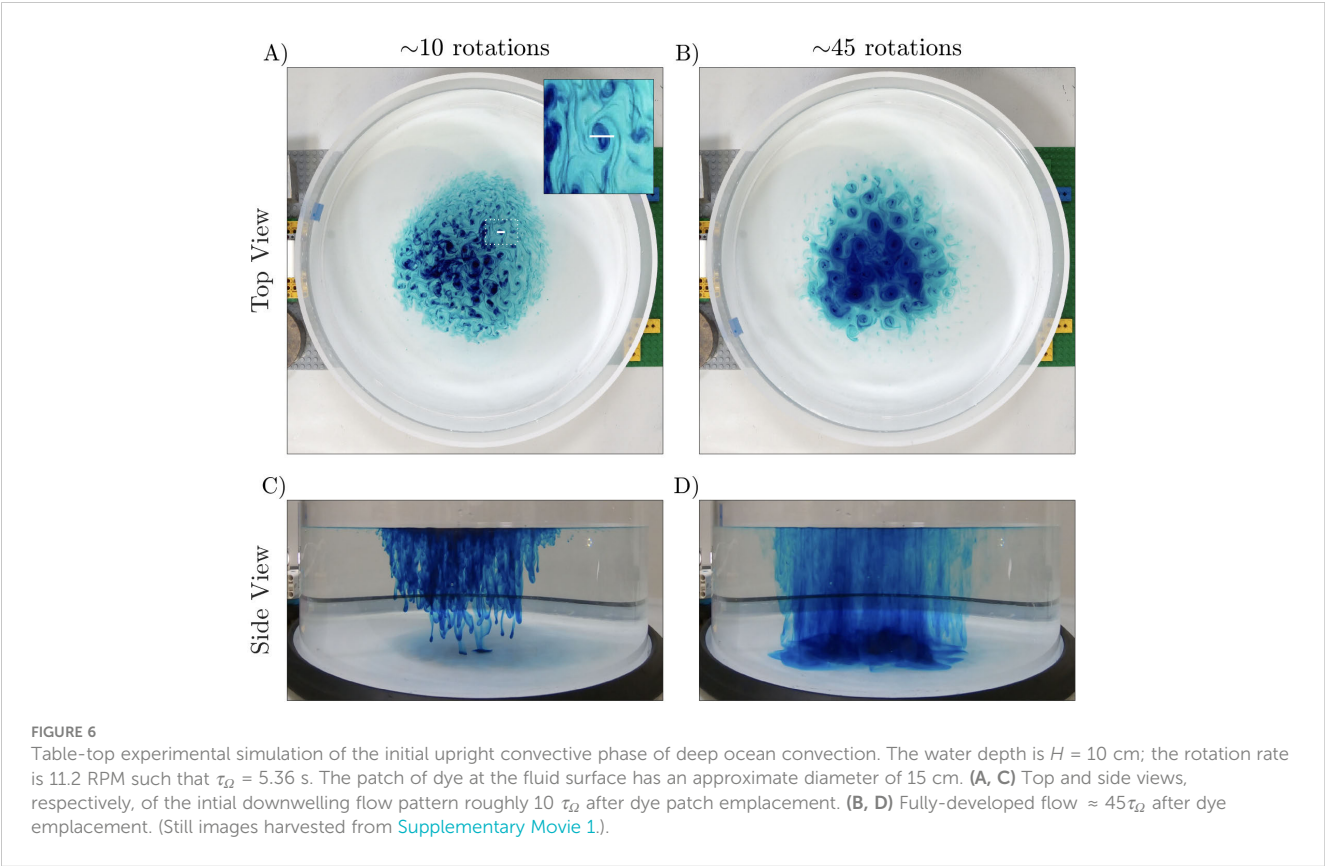 A)
~10 rotations
B)
~45 rotations
Top View
C)
D)
Side View
FIGURE 6
Table-top experimental simulation of the initial upright convective phase of deep ocean convection. The water depth is H = 10 cm; the rotation rate
is 11.2 RPM such that τΩ = 5.36 s. The patch of dye at the fluid surface has an approximate diameter of 15 cm. (A, C) Top and side views,
respectively, of the intial downwelling flow pattern roughly 10 τΩ after dye patch emplacement. (B, D) Fully-developed flow ≈ 45τΩ after dye
emplacement. (Still images harvested from Supplementary Movie 1.).